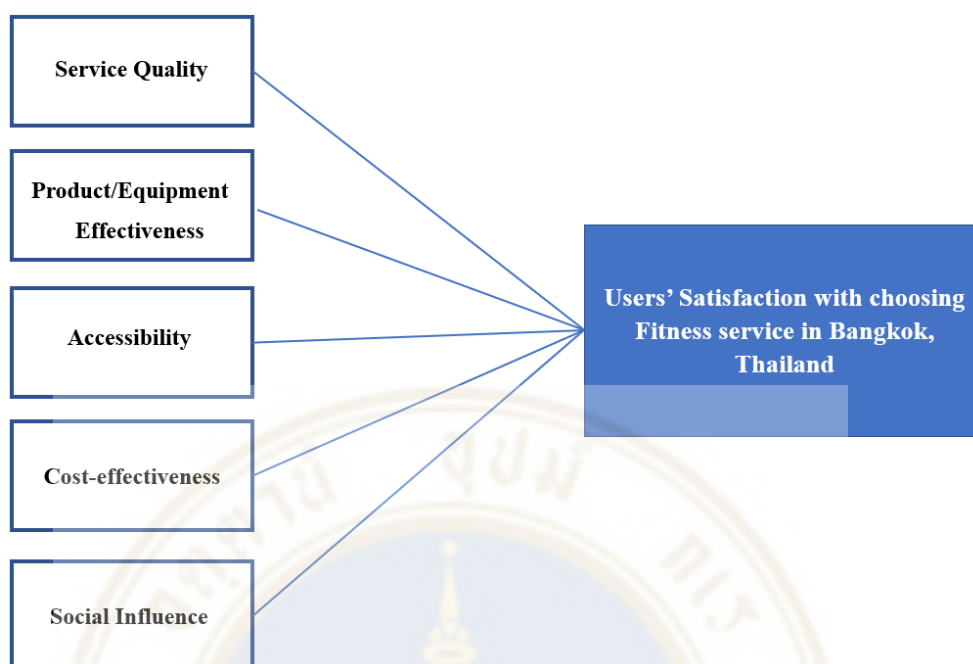 Service Quality
Product/Equipment
Effectiveness
Accessibility
Cost-effectiveness
Social Influence
Users' Satisfaction with choosing
Fitness service in Bangkok,
Thailand